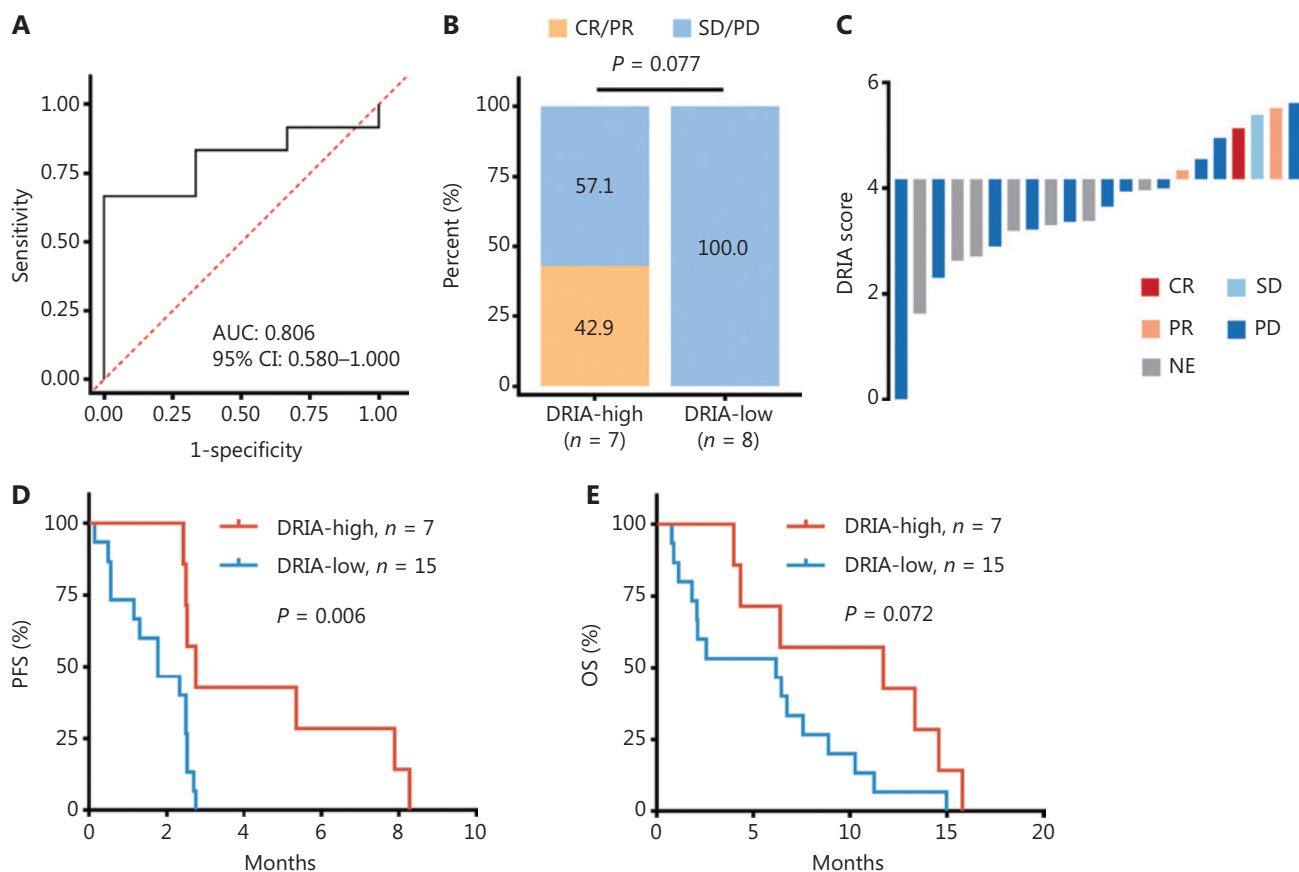 A
1.00
0.75
0.50
0.25
0.00
Sensitivity
AUC: 0.806
95% CI: 0.580–1.000
0.00 0.25 0.50 0.75 1.00
1-specificity
B
CR/PR SD/PD
P = 0.077
100
75
50
25
0
Percent (%)
57.1
42.9
100.0
DRIA-high DRIA-low
(n = 7) (n = 8)
C
6
4
2
0
DRIA score
CR SD
PR PD
NE
D
100
75
50
25
0
PFS (%)
DRIA-high, n = 7
DRIA-low, n = 15
P = 0.006
0 2 4 6 8 10
Months
E
100
75
50
25
0
OS (%)
DRIA-high, n = 7
DRIA-low, n = 15
P = 0.072
0 5 10 15 20
Months